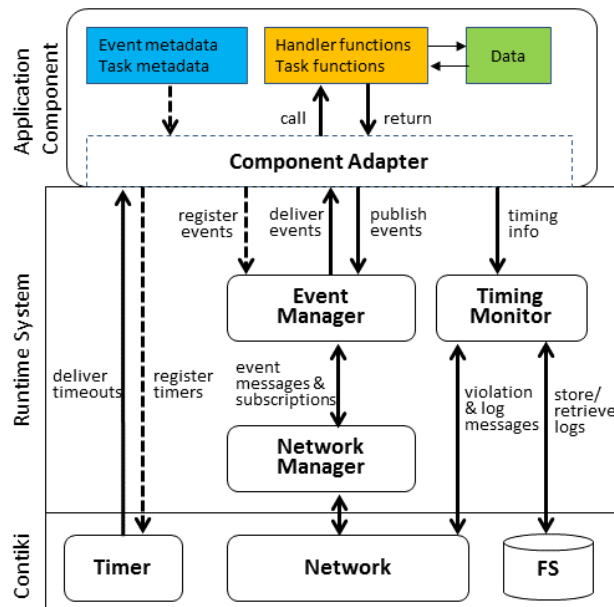 Application
Component
Event metadata
Task metadata
Handler functions
Task functions
Data
call
return
Component Adapter
Runtime System
register
events
deliver
events
publish
events
timing
info
Event
Manager
Timing
Monitor
deliver
timeouts
register
timers
event
messages &
subscriptions
violation
& log
messages
store/
retrieve
logs
Network
Manager
Contiki
Timer
Network
FS